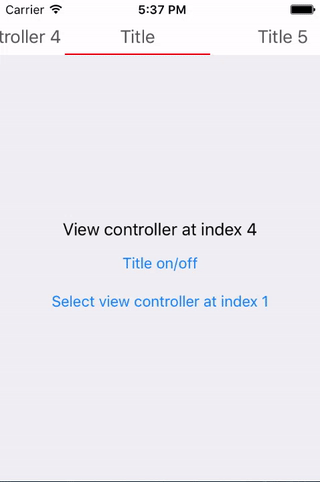 Carrier 5:37 PM
troller 4 Title Title 5
View controller at index 4
Title on/off
Select view controller at index 1